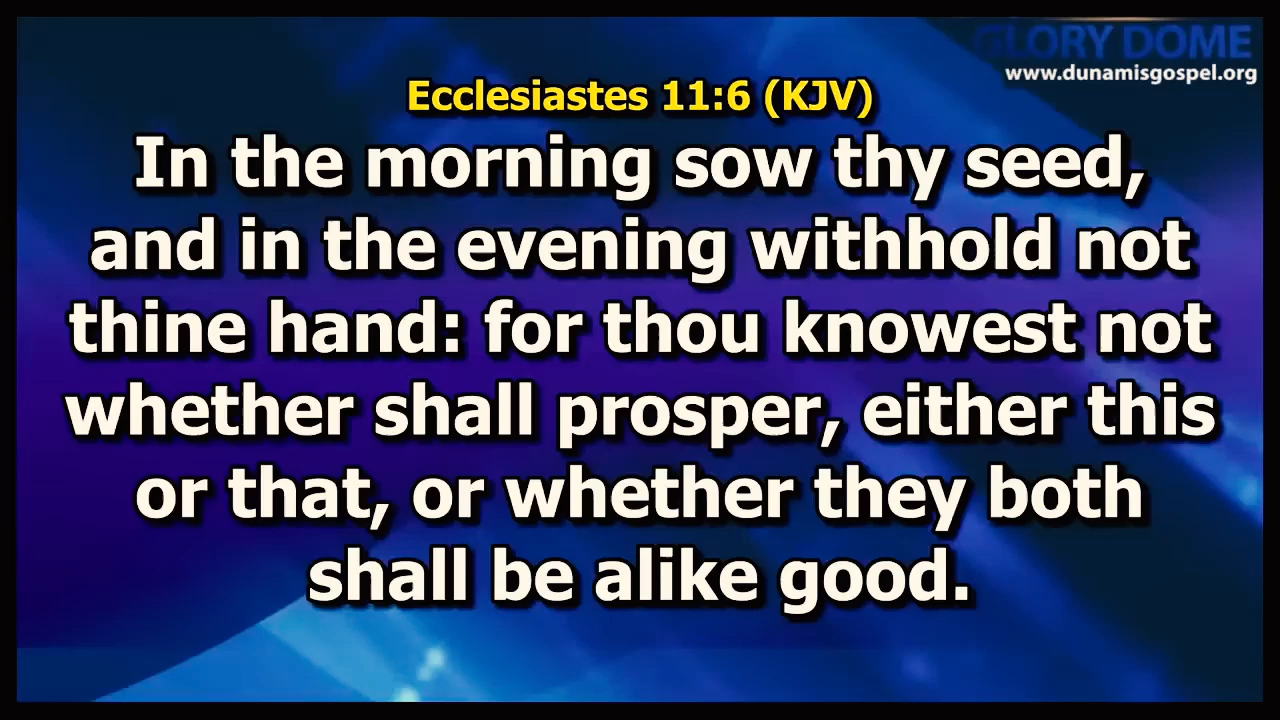 GLORY DOME
www.dunamisgospel.org
Ecclesiastes 11:6 (KJV)
In the morning sow thy seed,
and in the evening withhold not
thine hand: for thou knowest not
whether shall prosper, either this
or that, or whether they both
shall be alike good.